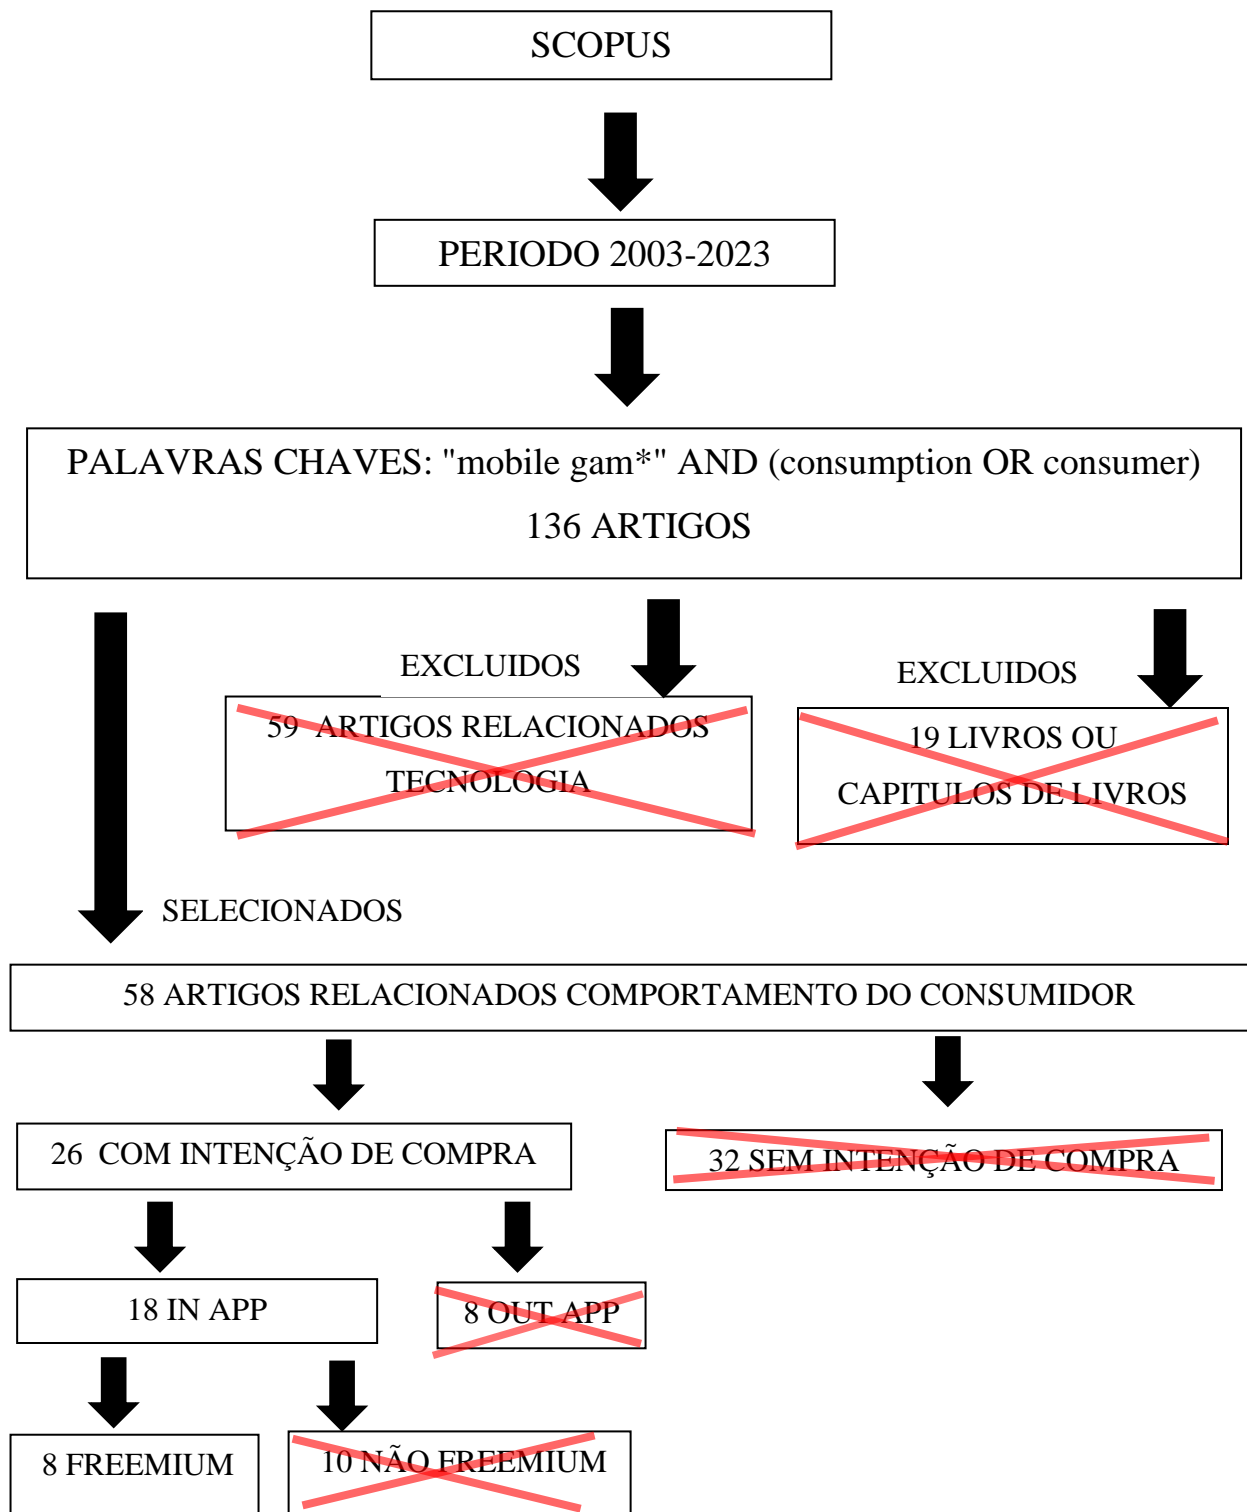 SCOPUS
PERIODO 2003-2023
PALAVRAS CHAVES: "mobile gam*" AND (consumption OR consumer)
136 ARTIGOS
EXCLUIDOS
EXCLUIDOS
59 ARTIGOS RELACIONADOS
TECNOLOGIA
19 LIVROS OU
CAPITULOS DE LIVROS
SELECIONADOS
58 ARTIGOS RELACIONADOS COMPORTAMENTO DO CONSUMIDOR
26 COM INTENÇÃO DE COMPRA
32 SEM INTENÇÃO DE COMPRA
18 IN APP
8 OUT APP
8 FREEMIUM
10 NÃO FREEMIUM